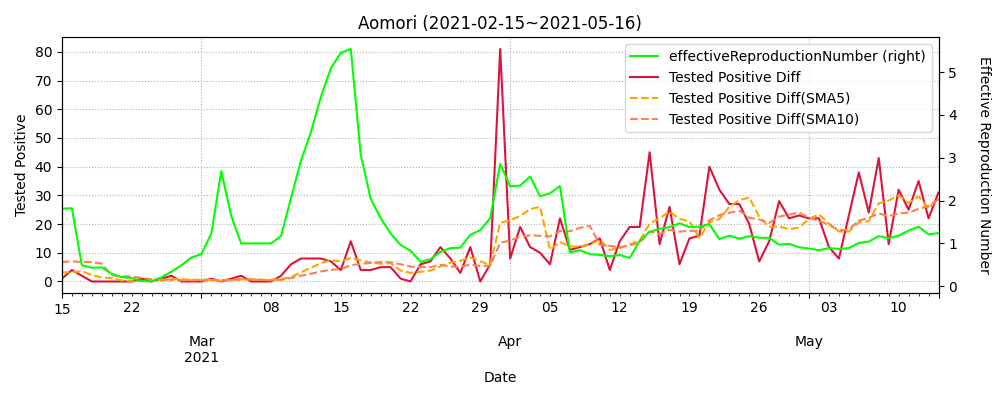 Aomori (2021-02-15~2021-05-16)
effectiveReproductionNumber (right)
Tested Positive Diff
Tested Positive Diff(SMA5)
Tested Positive Diff(SMA10)
Tested Positive
80
70
60
50
40
30
20
10
0
Effective Reproduction Number
5
4
3
2
1
0
15 22 08 15 22 29 05 12 19 26 03 10
Mar Apr May
2021
Date